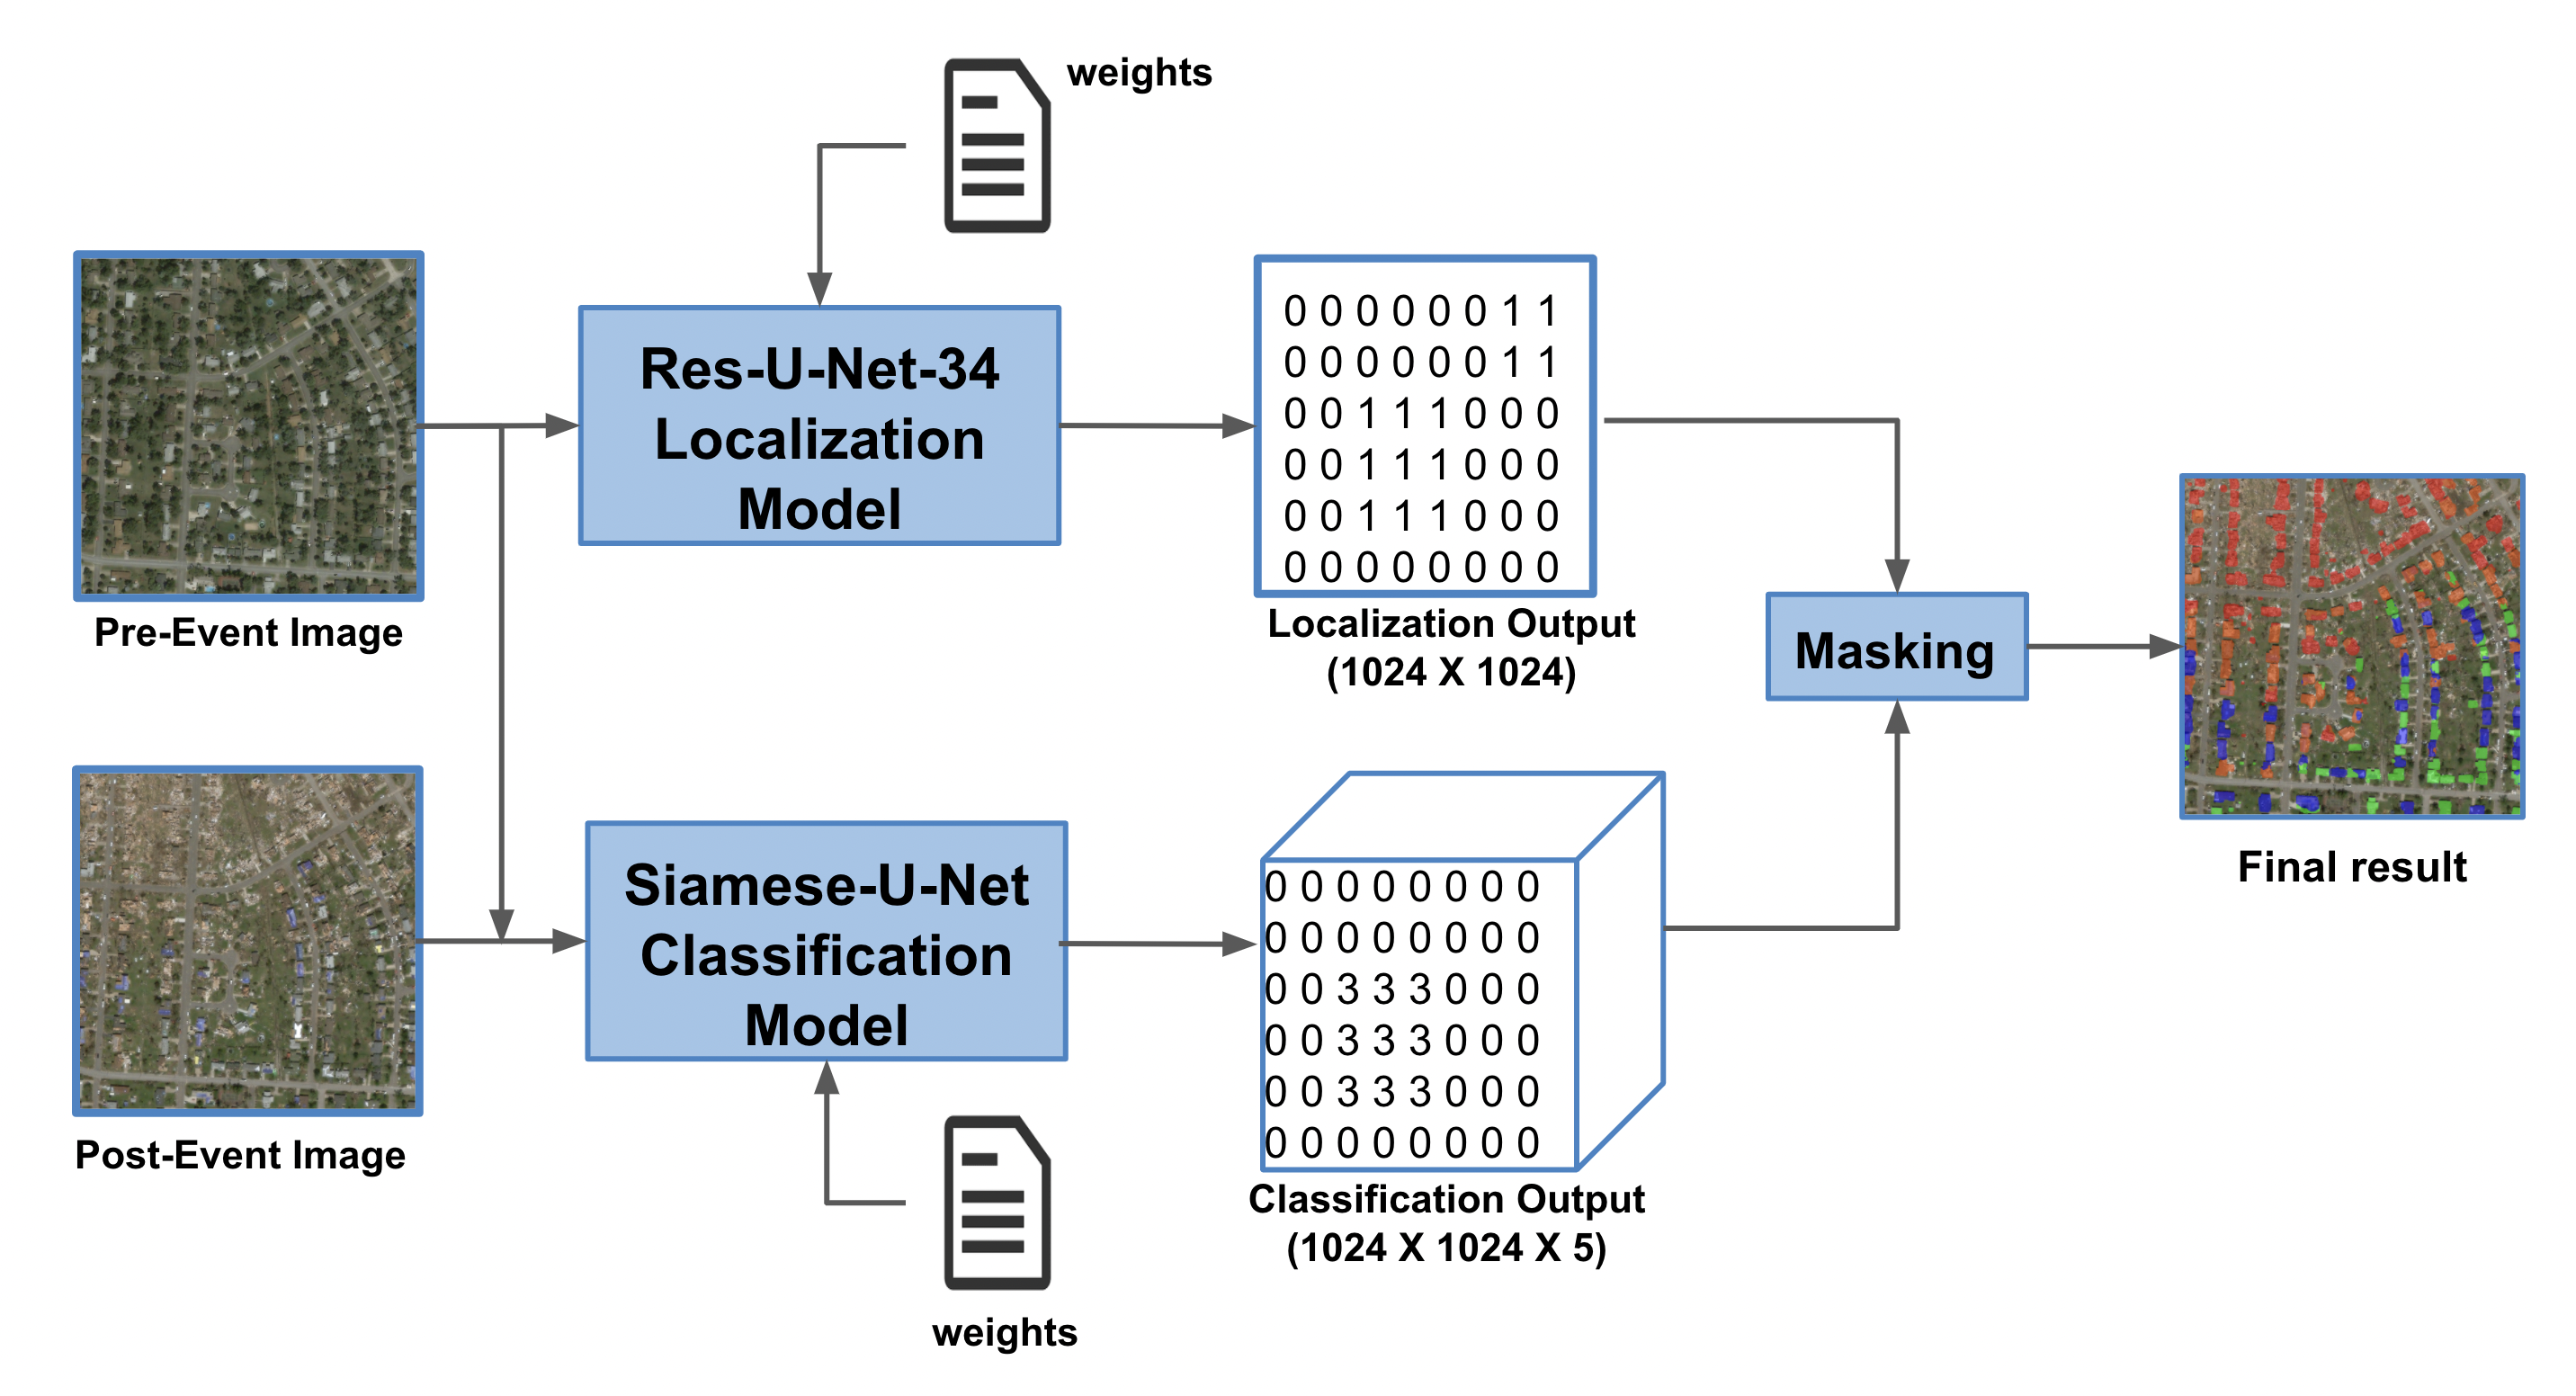 weights
Res-U-Net-34
Localization
Model
0 0 0 0 0 0 1 1
0 0 0 0 0 0 1 1
0 0 1 1 1 0 0 0
0 0 1 1 1 0 0 0
0 0 1 1 1 0 0 0
0 0 0 0 0 0 0 0
Pre-Event Image
Localization Output
(1024 X 1024)
Masking
Final result
Siamese-U-Net
Classification
Model
0 0 0 0 0 0 0 0
0 0 0 0 0 0 0 0
0 0 3 3 3 0 0 0
0 0 3 3 3 0 0 0
0 0 3 3 3 0 0 0
0 0 0 0 0 0 0 0
Post-Event Image
Classification Output
(1024 X 1024 X 5)
weights